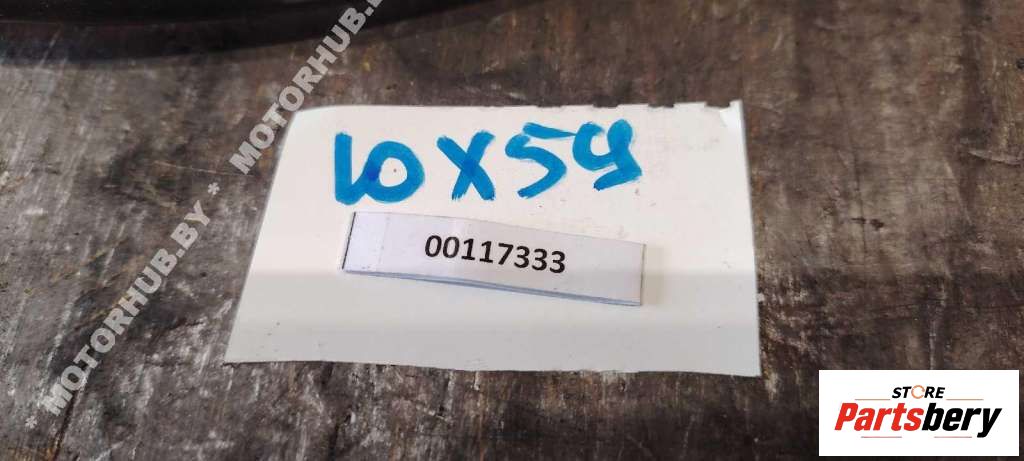 MOTORHUB.BY * MOTORHUB.BY
10X59
00117333
STORE
Partsbery